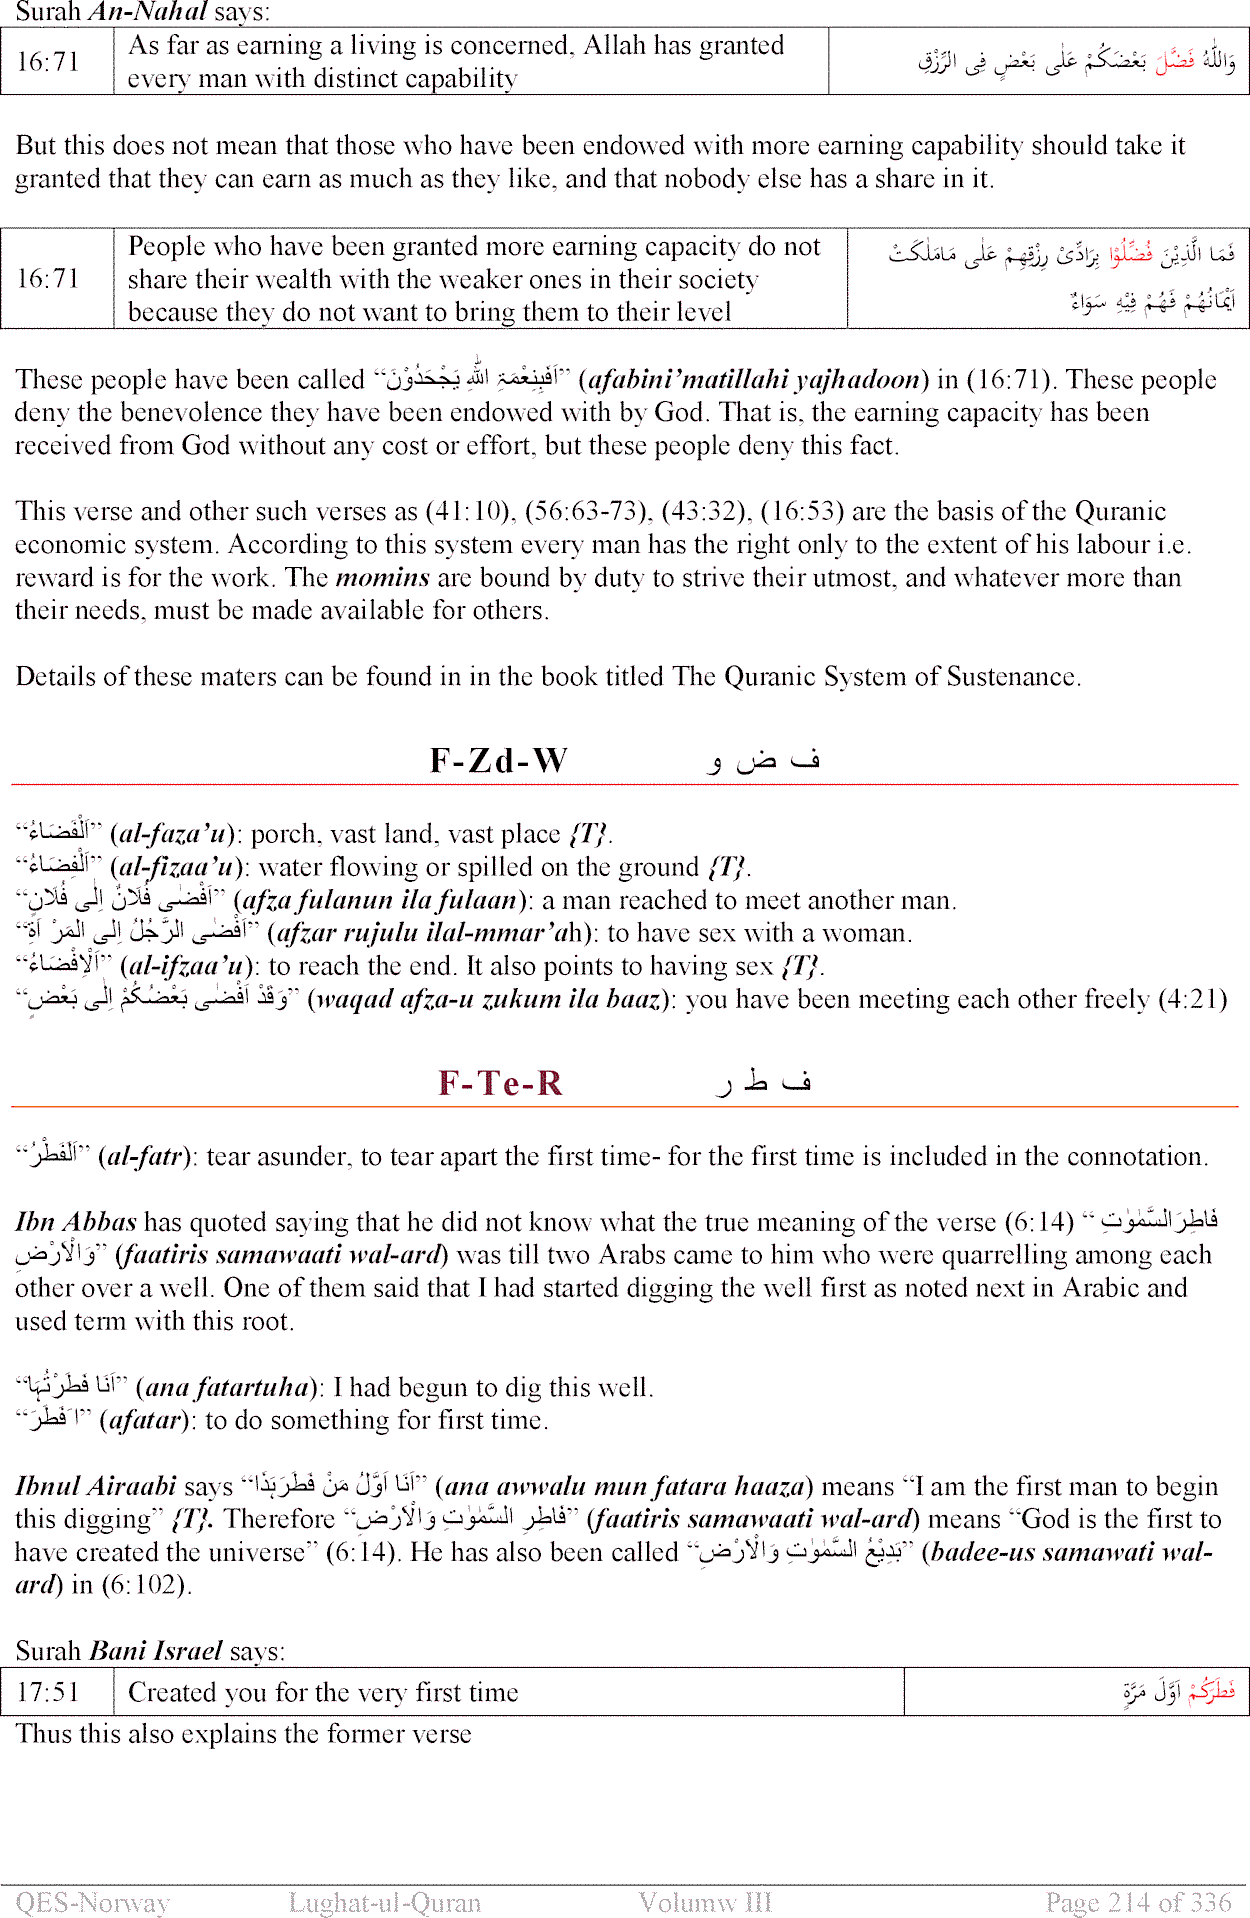 Surah An-Nahal says:
16:71 As far as earning a living is concerned, Allah has granted every man with distinct capability وَاللّٰهُ فَضَّلَ بَعْضَكُمْ عَلٰى بَعْضٍ فِى الرِّزْقِ
But this does not mean that those who have been endowed with more earning capability should take it
granted that they can earn as much as they like, and that nobody else has a share in it.
16:71 People who have been granted more earning capacity do not share their wealth with the weaker ones in their society because they do not want to bring them to their level فَمَا الَّذِيْنَ فُضِّلُوْا بِرَادِّىْ رِزْقِهِمْ عَلٰى مَامَلَكَتْ اَيْمَانُهُمْ فَهُمْ فِيْهِ سَوَاءٌ
These people have been called “اَفَبِنِعْمَۃِ اللّٰہِ يَجْحَدُوْنَ” (afabini’matillahi yajhadoon) in (16:71). These people
deny the benevolence they have been endowed with by God. That is, the earning capacity has been
received from God without any cost or effort, but these people deny this fact.
This verse and other such verses as (41:10), (56:63-73), (43:32), (16:53) are the basis of the Quranic
economic system. According to this system every man has the right only to the extent of his labour i.e.
reward is for the work. The momins are bound by duty to strive their utmost, and whatever more than
their needs, must be made available for others.
Details of these maters can be found in in the book titled The Quranic System of Sustenance.
F-Zd-W ف ض و
“اَلْفَضَاءُ” (al-faza’u): porch, vast land, vast place {T}.
“اَلْفِضَاءُ” (al-fizaa’u): water flowing or spilled on the ground {T}.
“اَفْضٰى فُلَانٌ اِلٰى فُلَانٍ” (afza fulanun ila fulaan): a man reached to meet another man.
“اَفْضٰى الرَّجُلُ اِلى المَرْ اَةِ” (afzar rujulu ilal-mmar’ah): to have sex with a woman.
“اَلْاِفْضَاءُ” (al-ifzaa’u): to reach the end. It also points to having sex {T}.
“وَقَدْ اَفْضٰى بَعْضُكُمْ اِلٰى بَعْضٍ” (waqad afza-u zukum ila baaz): you have been meeting each other freely (4:21)
F-Te-R ف ط ر
“اَلْفَطْرُ” (al-fatr): tear asunder, to tear apart the first time- for the first time is included in the connotation.
Ibn Abbas has quoted saying that he did not know what the true meaning of the verse (6:14) “فَاطِرَالسَّمٰوٰتِ
وَالْاَرْضِ” (faatiris samawaati wal-ard) was till two Arabs came to him who were quarrelling among each
other over a well. One of them said that I had started digging the well first as noted next in Arabic and
used term with this root.
“اَنَا فَطَرْتُہَا” (ana fatartuha): I had begun to dig this well.
“ا َفَطَرَ” (afatar): to do something for first time.
Ibnul Airaabi says “اَنَا اَوَّلُ مَنْ فَطَرَہٰذَا” (ana awwalu mun fatara haaza) means “I am the first man to begin
this digging” {T}. Therefore “فَاطِرِ السَّمٰوٰتِ وَالْاَرْضِ” (faatiris samawaati wal-ard) means “God is the first to
have created the universe” (6:14). He has also been called “بَدِيْعُ السَّمٰوٰتِ وَالْاَرْضِ” (badee-us samawati wal-
ard) in (6:102).
Surah Bani Israel says:
17:51 Created you for the very first time فَطَرَكُمْ اَوَّلَ مَرَّةٍ
Thus this also explains the former verse
QES-Norway Lughat-ul-Quran Volumw III Page 214 of 336